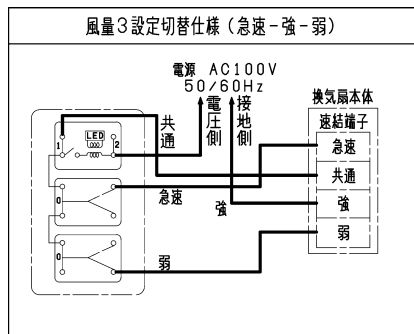 風量3設定切替仕様(急速-強-弱)
電源 AC100V
50/60Hz
換気扇本体
速結端子
急速
共通
強
弱
共通
電圧側
接地側
LED
1
2
0
急速
強
0
弱